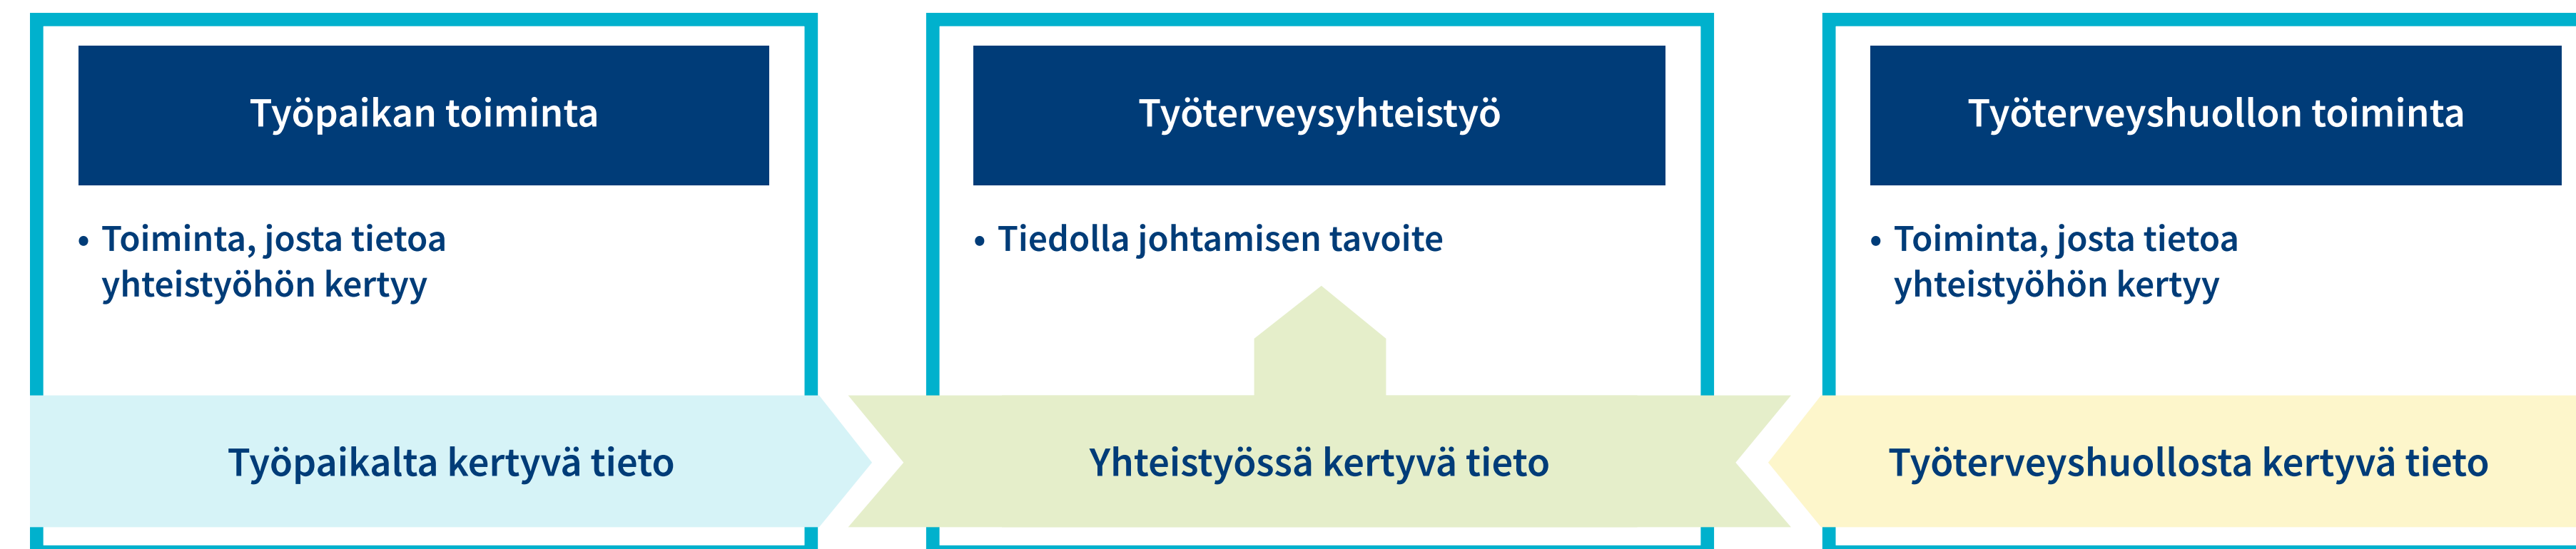 Työpaikan toiminta
• Toiminta, josta tietoa
yhteistyöhön kertyy
Työpaikalta kertyvä tieto
Työterveysyhteistyö
• Tiedolla johtamisen tavoite
Yhteistyössä kertyvä tieto
Työterveyshuollon toiminta
• Toiminta, josta tietoa
yhteistyöhön kertyy
Työterveyshuollosta kertyvä tieto